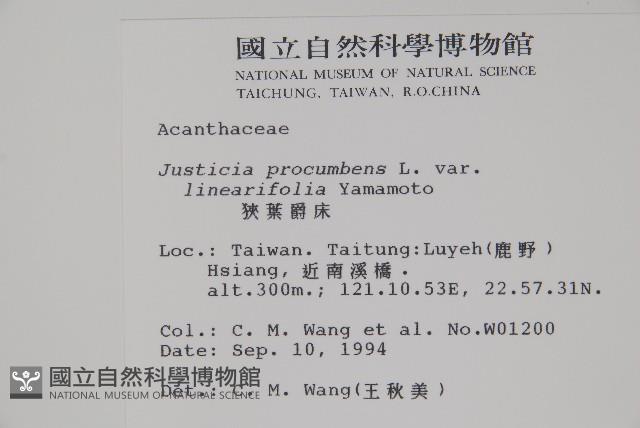 國立自然科學博物館
NATIONAL MUSEUM OF NATURAL SCIENCE
TAICHUNG, TAIWAN, R.O.CHINA
Acanthaceae
Justicia procumbens L. var.
linearifolia Yamamoto
狹葉爵床
Loc.: Taiwan. Taitung:Luyeh(鹿野)
Hsiang, 近南溪橋.
alt.300m.; 121.10.53E, 22.57.31N.
Col.: C. M. Wang et al. No.W01200
Date: Sep. 10, 1994
Det.: C. M. Wang(王秋美)
國立自然科學博物館
NATIONAL MUSEUM OF NATURAL SCIENCE